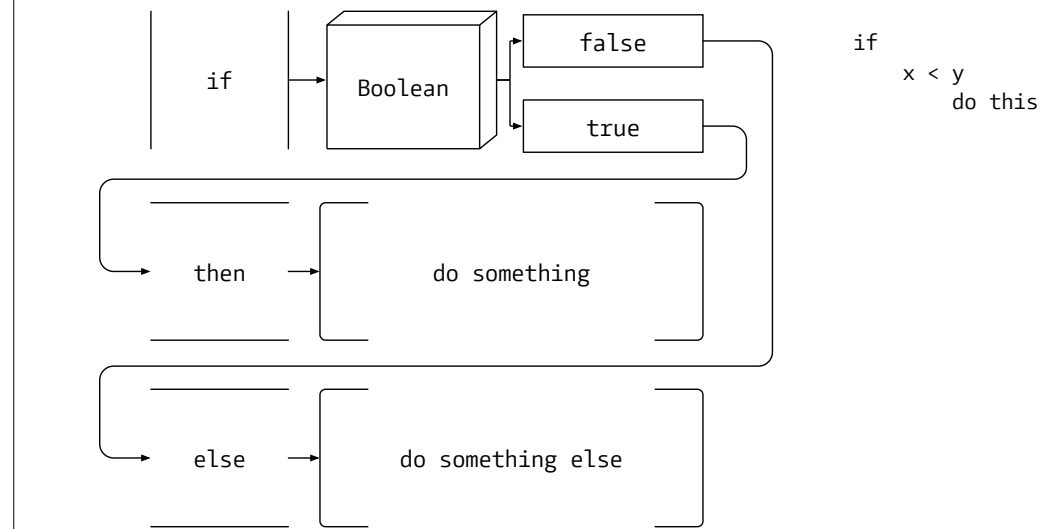 false
if
if
Boolean
x < y
do this
true
then
do something
else
do something else